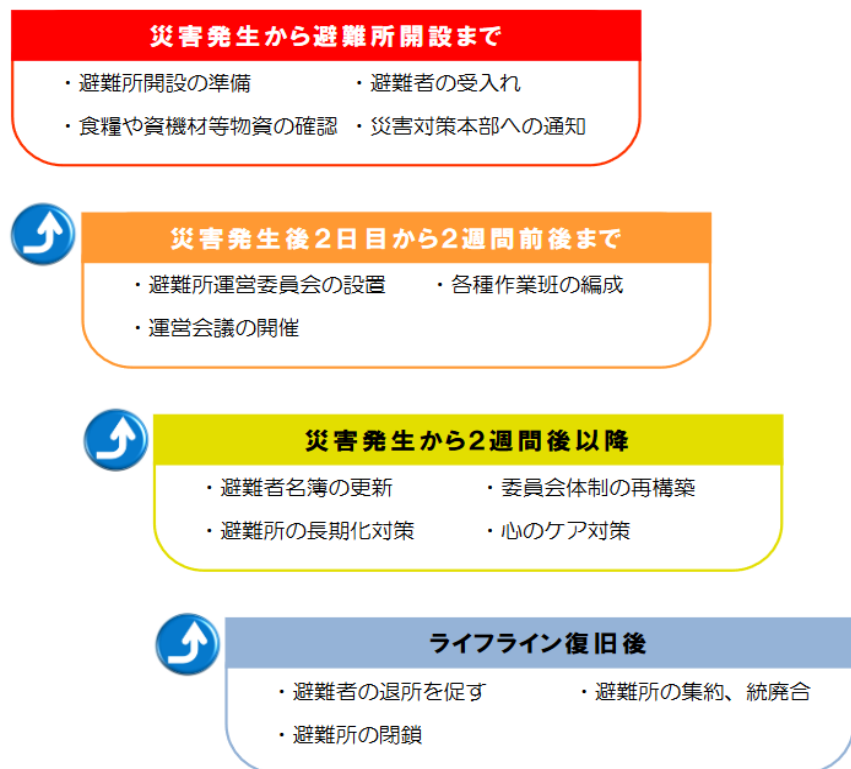 災害発生から避難所開設まで
・避難所開設の準備 ・避難者の受入れ
・食糧や資機材等物資の確認 ・災害対策本部への通知
災害発生後2日目から2週間前後まで
・避難所運営委員会の設置 ・各種作業班の編成
・運営会議の開催
災害発生から2週間後以降
・避難者名簿の更新 ・委員会体制の再構築
・避難所の長期化対策 ・心のケア対策
ライフライン復旧後
・避難者の退所を促す ・避難所の集約、統廃合
・避難所の閉鎖